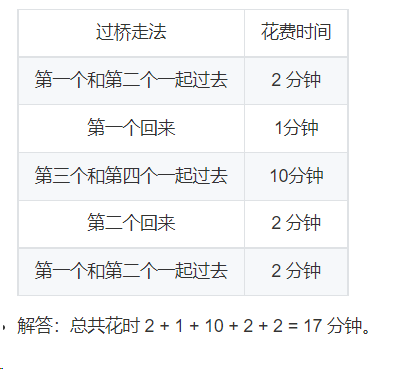 过桥走法 花费时间
第一个和第二个一起过去 2 分钟
第一个回来 1分钟
第三个和第四个一起过去 10分钟
第二个回来 2 分钟
第一个和第二个一起过去 2 分钟
解答：总共花时 2 + 1 + 10 + 2 + 2 = 17 分钟。